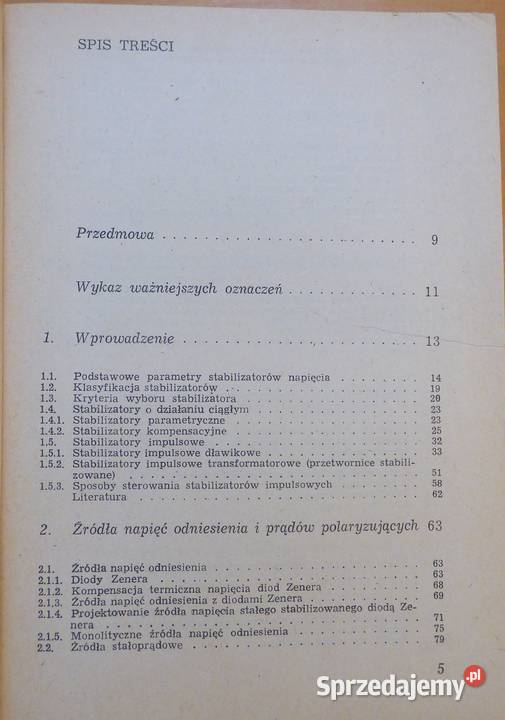 SPIS TREŚCI
Przedmowa . . . . . . . . . . . . . . . . . . . . 9
Wykaz ważniejszych oznaczeń . . . . . . . . . . 11
1. Wprowadzenie . . . . . . . . . . . . . . . . . . 13
1.1. Podstawowe parametry stabilizatorów napięcia . . . . . . . 14
1.2. Klasyfikacja stabilizatorów . . . . . . . . . . . . . . . 19
1.3. Kryteria wyboru stabilizatora . . . . . . . . . . . . . . 20
1.4. Stabilizatory o działaniu ciągłym . . . . . . . . . . . . 23
1.4.1. Stabilizatory parametryczne . . . . . . . . . . . . . . 23
1.4.2. Stabilizatory kompensacyjne . . . . . . . . . . . . . . 25
1.5. Stabilizatory impulsowe . . . . . . . . . . . . . . . . 32
1.5.1. Stabilizatory impulsowe dławikowe . . . . . . . . . . . 33
1.5.2. Stabilizatory impulsowe transformatorowe (przetwornice stabili-
zowane) . . . . . . . . . . . . . . . . . . . . . . . 51
1.5.3. Sposoby sterowania stabilizatorów impulsowych . . . . . . 58
Literatura . . . . . . . . . . . . . . . . . . . . . . 62
2. Źródła napięć odniesienia i prądów polaryzujących 63
2.1. Źródła napięć odniesienia . . . . . . . . . . . . . . . 63
2.1.1. Diody Zenera . . . . . . . . . . . . . . . . . . . . 63
2.1.2. Kompensacja termiczna napięcia diod Zenera . . . . . . . 68
2.1.3. Źródła napięć odniesienia z diodami Zenera . . . . . . . 69
2.1.4. Projektowanie źródła napięcia stałego stabilizowanego diodą Ze-
nera . . . . . . . . . . . . . . . . . . . . . . . . 71
2.1.5. Monolityczne źródła napięć odniesienia . . . . . . . . . 75
2.2. Źródła stałoprądowe . . . . . . . . . . . . . . . . . . 79
5
Sprzedajemy.pl